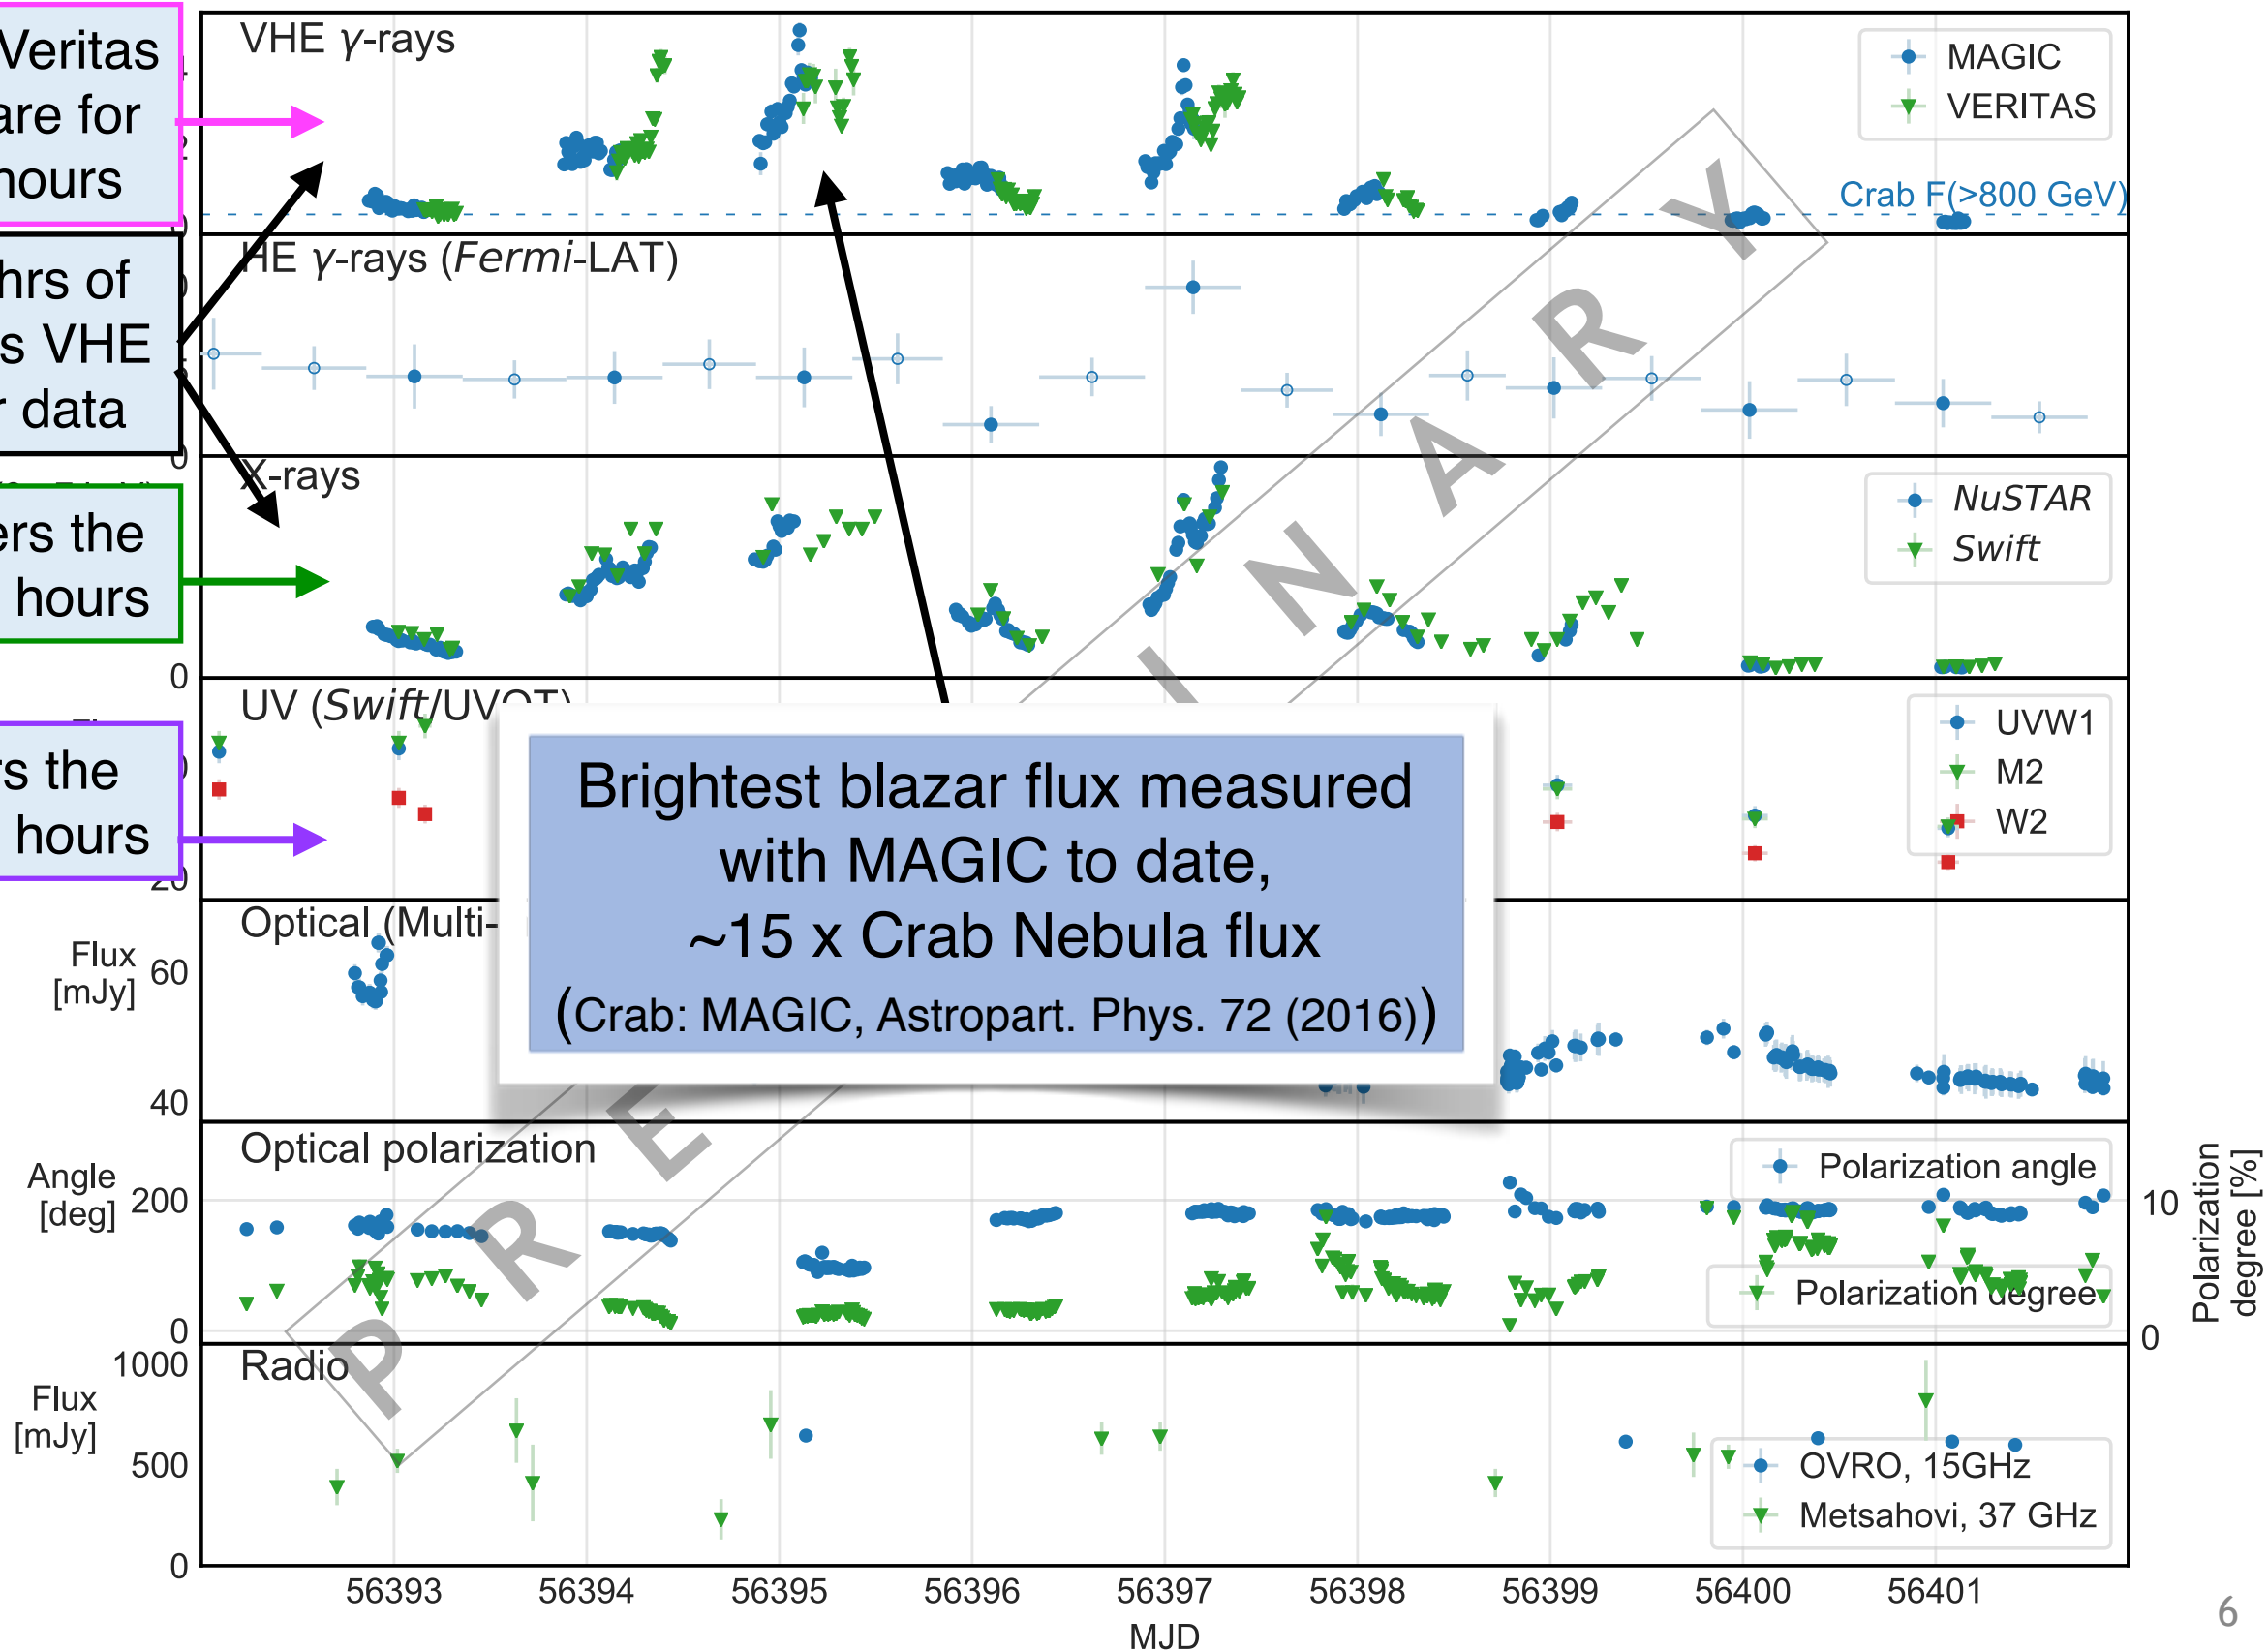 Veritas
are for
hours
hrs of
s VHE
r data
ers the
hours
rs the
hours
VHE γ-rays
MAGIC
VERITAS
Crab F(>800 GeV)
HE γ-rays (Fermi-LAT)
0
X-rays
NuSTAR
Swift
0
UV (Swift/UVOT)
UVW1
M2
W2
20
Brightest blazar flux measured
with MAGIC to date,
~15 x Crab Nebula flux
(Crab: MAGIC, Astropart. Phys. 72 (2016))
Optical (Multi-
Flux
[mJy]
60
40
Optical polarization
Angle
[deg]
200
0
Polarization angle
Polarization degree
10
0
Polarization
degree [%]
Radio
Flux
[mJy]
1000
500
0
OVRO, 15GHz
Metsahovi, 37 GHz
56393 56394 56395 56396 56397 56398 56399 56400 56401
MJD
P R E I N A R Y
6